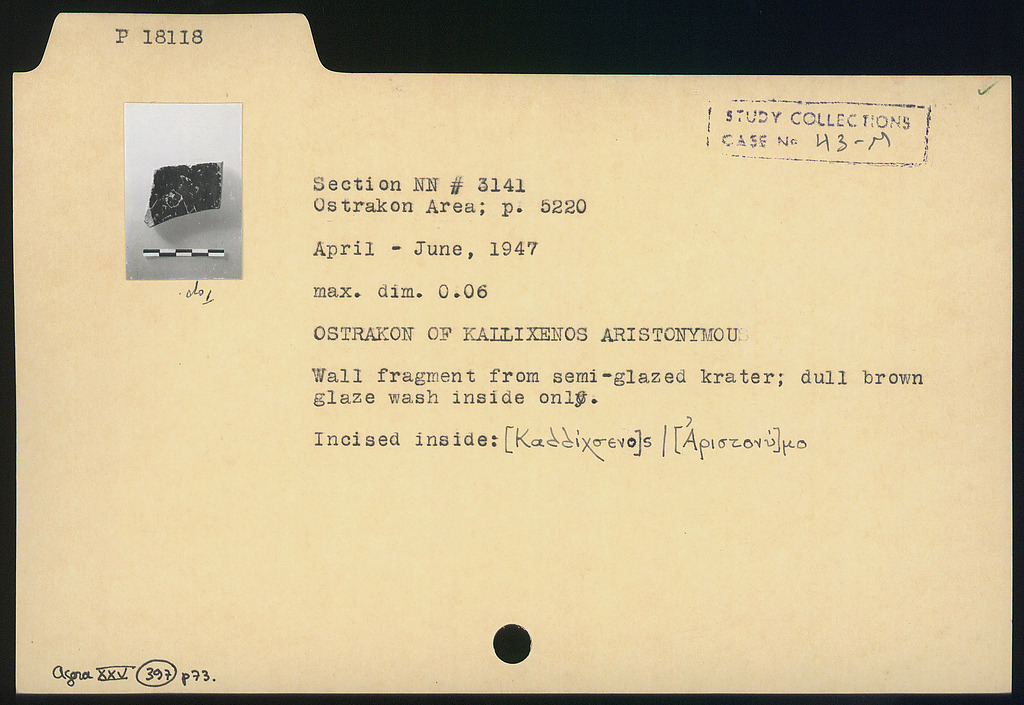 P 18118
STUDY COLLECTIONS
CASE No 43-M
Section NN # 3141
Ostrakon Area; p. 5220
April - June, 1947
Top.
max. dim. 0.06
OSTRAKON OF KALLIXENOS ARISTONYMOUS
Wall fragment from semi-glazed krater; dull brown
glaze wash inside only.
Incised inside: [Καλλίχσενο]ς | [Ἀριστονύ]μο
Agora XXV 397 p73.